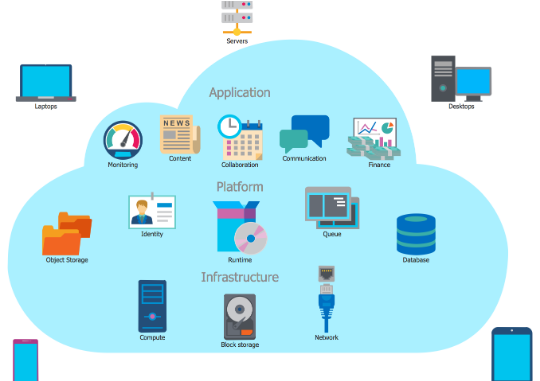 Servers
Application
Laptops
Desktops
NEWS
Monitoring
Content
Collaboration
Communication
Finance
Platform
Identity
Queue
Object Storage
Runtime
Database
Infrastructure
Compute
Block storage
Network